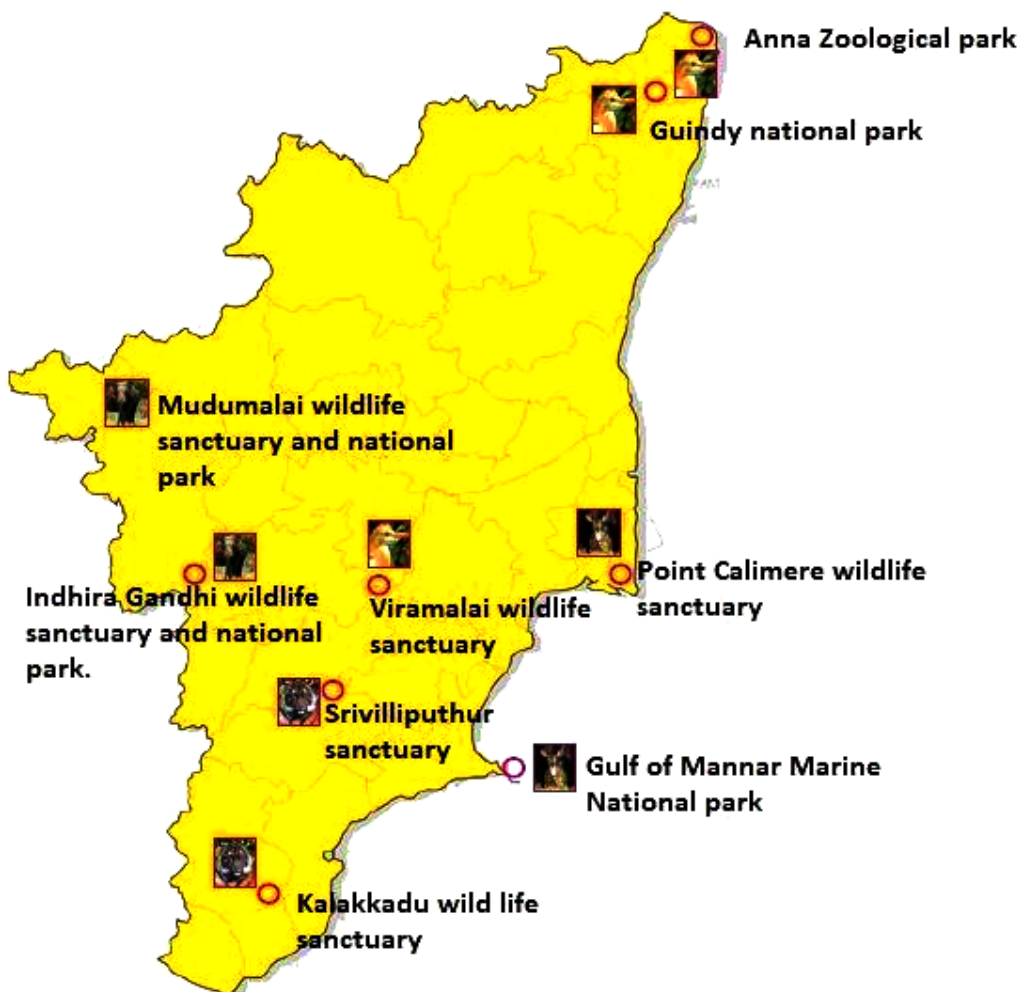 Anna Zoological park
Guindy national park
Mudumalai wildlife
sanctuary and national
park
Indhira Gandhi wildlife
sanctuary and national
park.
Viramalai wildlife
sanctuary
Point Calimere wildlife
sanctuary
Srivilliputhur
sanctuary
Gulf of Mannar Marine
National park
Kalakkadu wild life
sanctuary